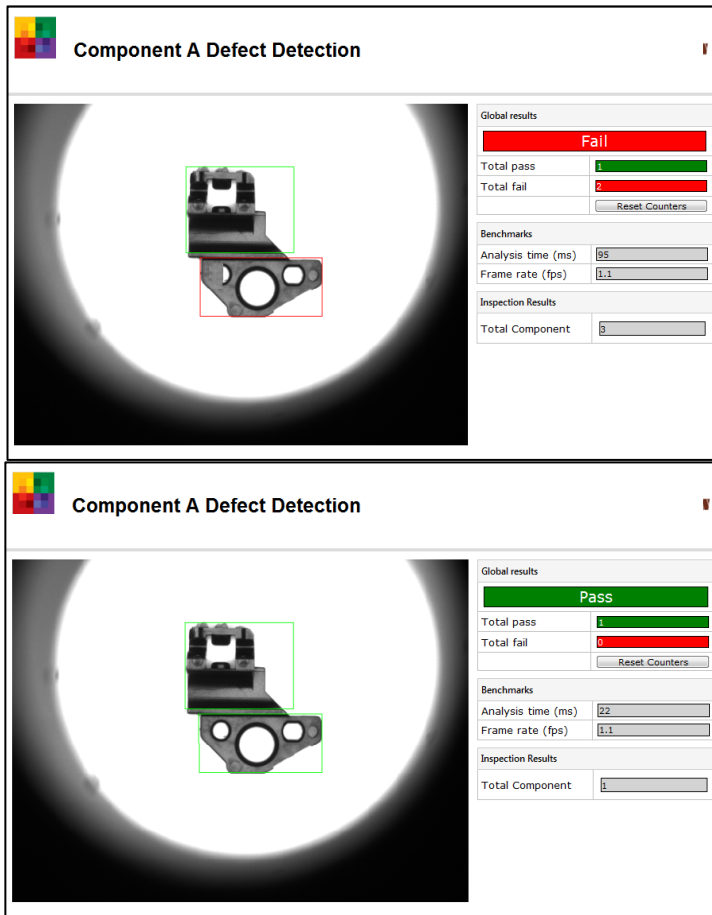 Component A Defect Detection
Global results
Fail
Total pass 1
Total fail 2
Reset Counters
Benchmarks
Analysis time (ms) 95
Frame rate (fps) 1.1
Inspection Results
Total Component 3
Component A Defect Detection
Global results
Pass
Total pass 1
Total fail 0
Reset Counters
Benchmarks
Analysis time (ms) 22
Frame rate (fps) 1.1
Inspection Results
Total Component 1